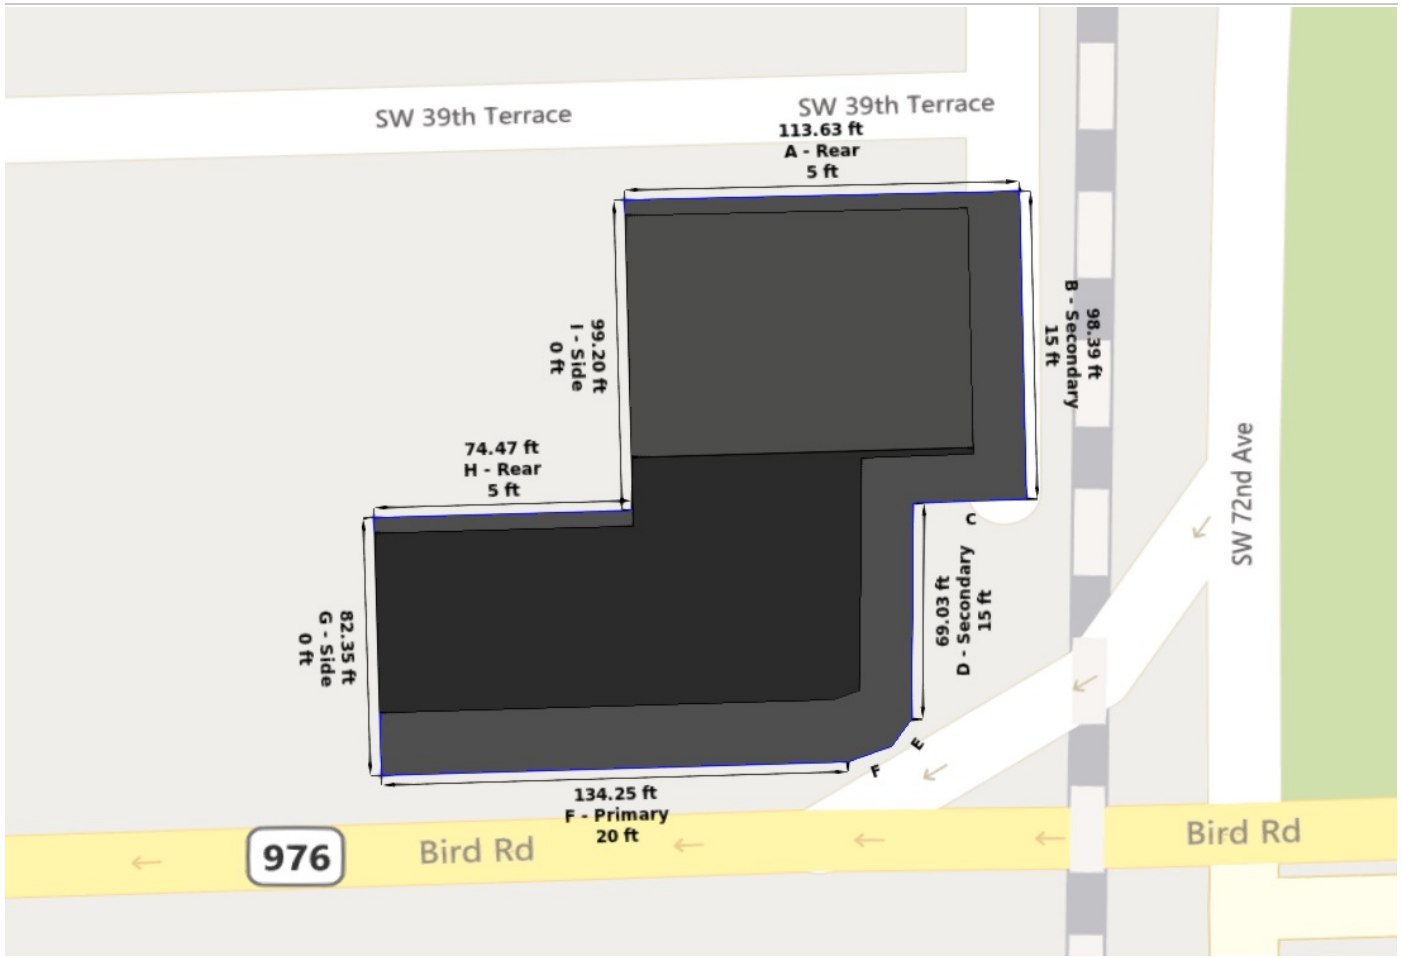 SW 39th Terrace
SW 39th Terrace
113.63 ft
A - Rear
5 ft
98.39 ft
B - Secondary
15 ft
99.20 ft
I - Side
0 ft
74.47 ft
H - Rear
5 ft
C
69.03 ft
D - Secondary
15 ft
SW 72nd Ave
82.35 ft
G - Side
0 ft
E
F
134.25 ft
F - Primary
20 ft
976
Bird Rd
Bird Rd